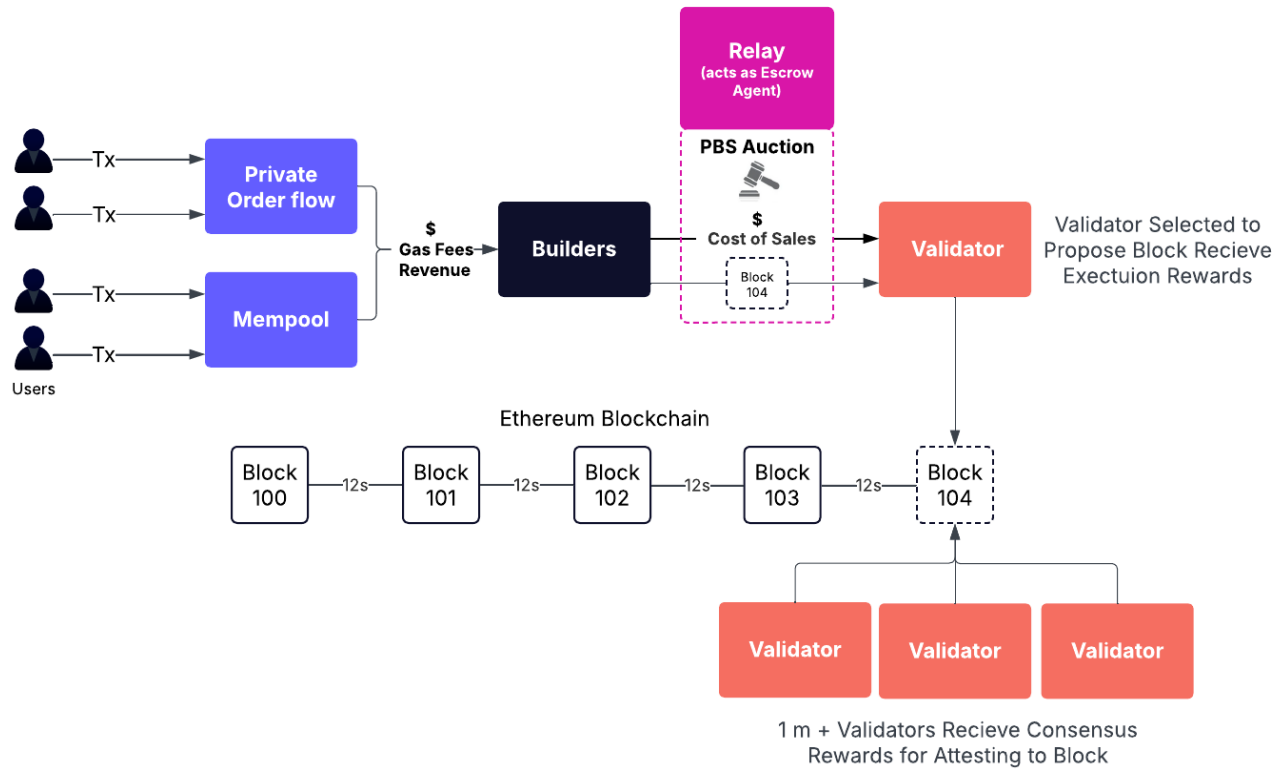 Relay
(acts as Escrow
Agent)
PBS Auction
$
Cost of Sales
Block
104
Tx
Tx
Tx
Tx
Users
Private
Order flow
Mempool
$
Gas Fees
Revenue
Builders
Validator
Validator Selected to
Propose Block Recieve
Exectuion Rewards
Ethereum Blockchain
Block
100
12s
Block
101
12s
Block
102
12s
Block
103
12s
Block
104
Validator
Validator
Validator
1 m + Validators Recieve Consensus
Rewards for Attesting to Block